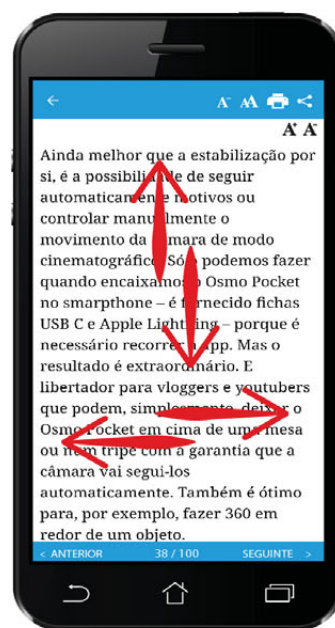 A- AA
A+ A-
Ainda melhor que a estabilização por
si, é a possibilidade de seguir
automaticamente motivos ou
controlar manualmente o
movimento da câmara de modo
cinematográfico. Só o podemos fazer
quando encaixamos o Osmo Pocket
no smarpthone – é fornecido fichas
USB C e Apple Lightning – porque é
necessário recorrer à app. Mas o
resultado é extraordinário. E
libertador para vloggers e youtubers
que podem, simplesmente, deixar o
Osmo Pocket em cima de uma mesa
ou num tripé com a garantia que a
câmara vai segui-los
automaticamente. Também é ótimo
para, por exemplo, fazer 360 em
redor de um objeto.
< ANTERIOR 38 / 100 SEGUINTE >